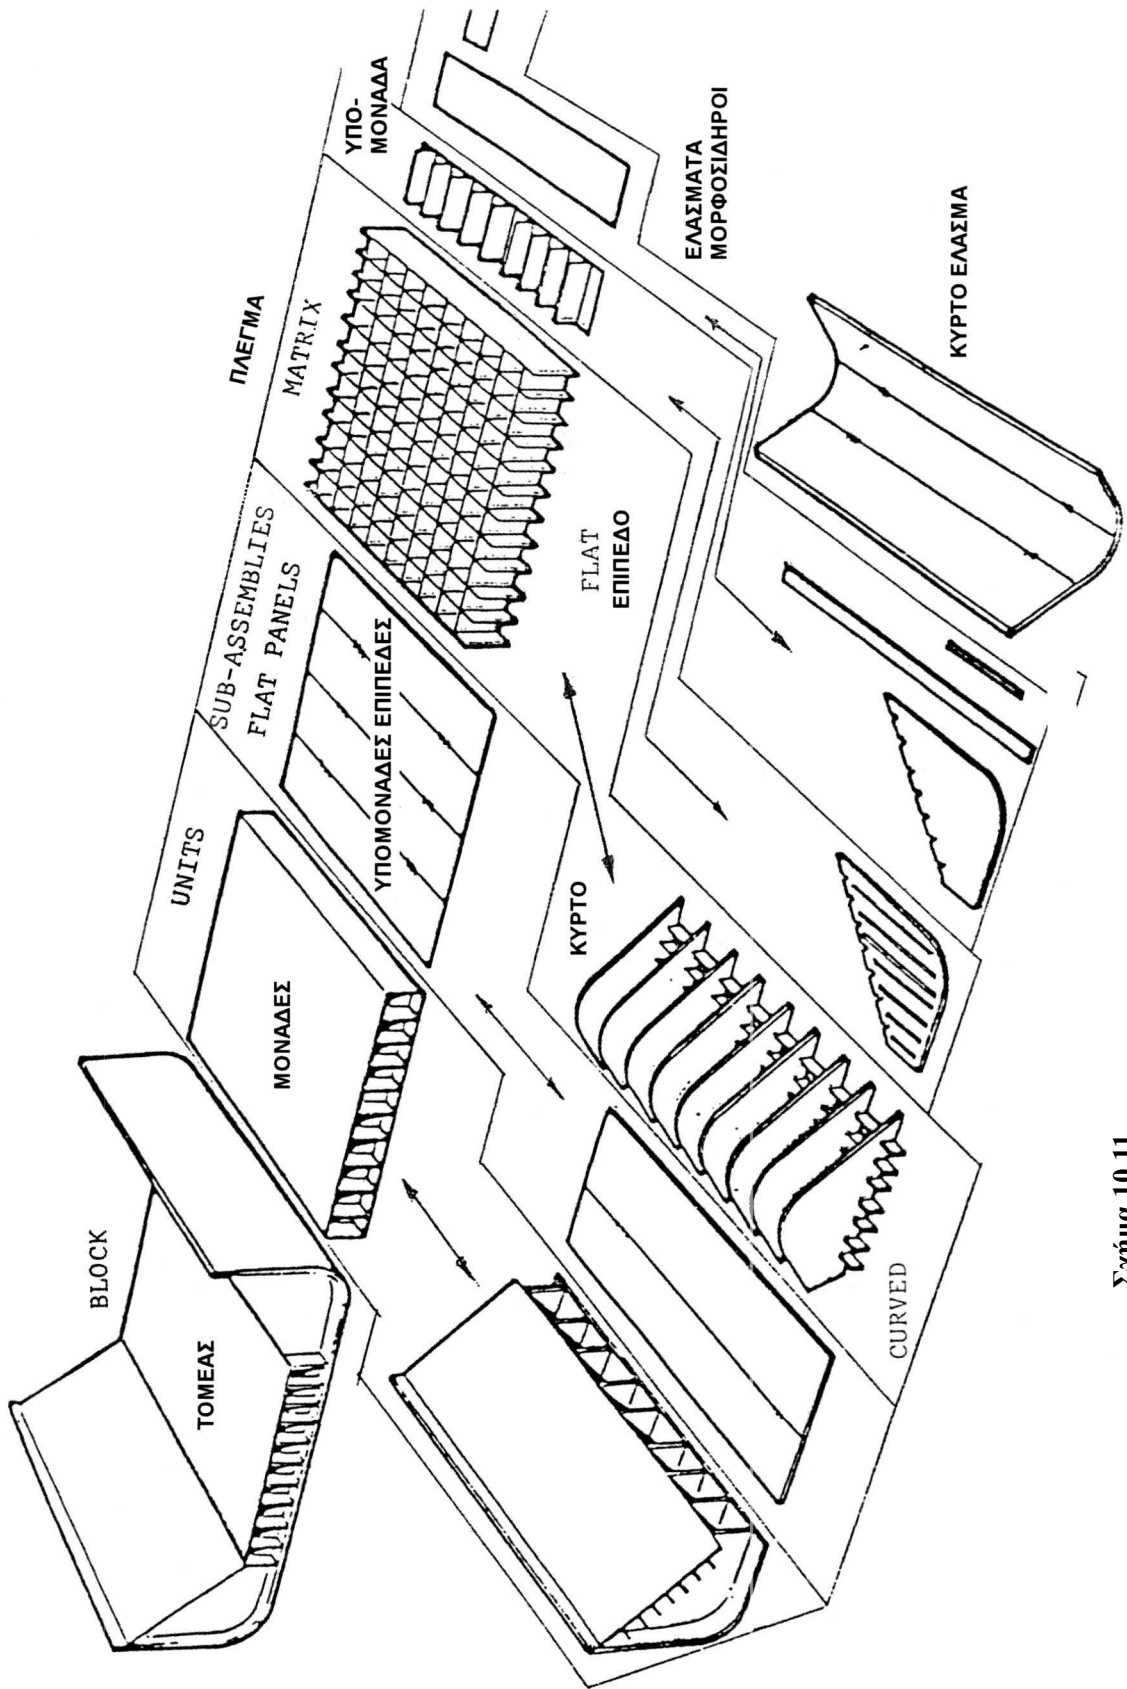 ΥΠΟ-
ΜΟΝΑΔΑ
ΠΛΕΓΜΑ
MATRIX
ΕΛΑΣΜΑΤΑ
ΜΟΡΦΟΣΙΔΗΡΟΙ
ΚΥΡΤΟ ΕΛΑΣΜΑ
SUB-ASSEMBLIES
FLAT PANELS
ΥΠΟΜΟΝΑΔΕΣ ΕΠΙΠΕΔΕΣ
FLAT
ΕΠΙΠΕΔΟ
UNITS
ΜΟΝΑΔΕΣ
ΚΥΡΤΟ
BLOCK
ΤΟΜΕΑΣ
CURVED
Σχήμα 10.11